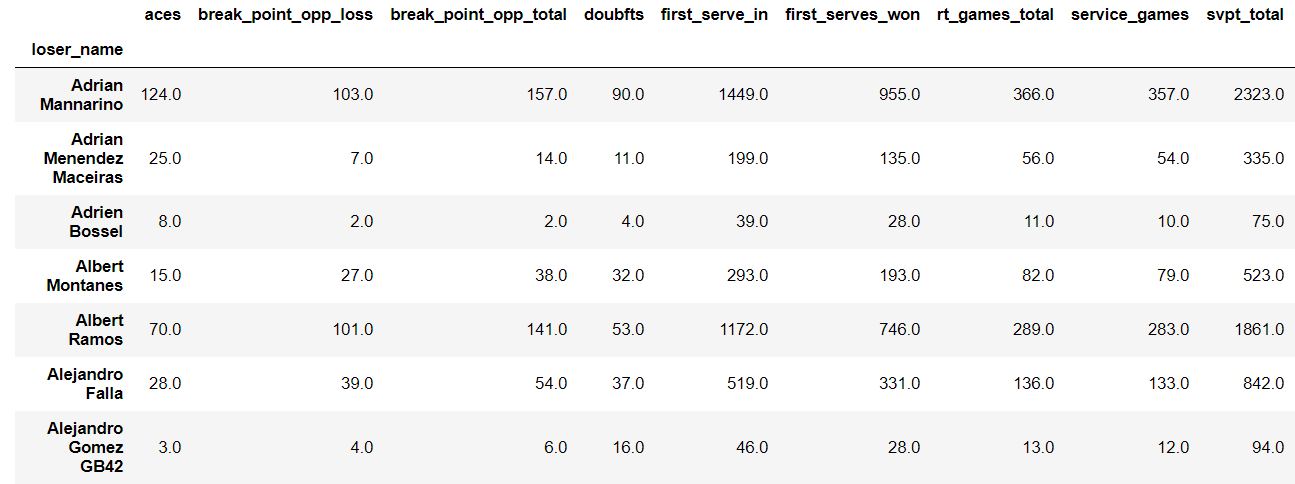 aces break_point_opp_loss break_point_opp_total doubfts first_serve_in first_serves_won rt_games_total service_games svpt_total
loser_name
Adrian
Mannarino 124.0 103.0 157.0 90.0 1449.0 955.0 366.0 357.0 2323.0
Adrian
Menendez 25.0 7.0 14.0 11.0 199.0 135.0 56.0 54.0 335.0
Maceiras
Adrien
Bossel 8.0 2.0 2.0 4.0 39.0 28.0 11.0 10.0 75.0
Albert
Montanes 15.0 27.0 38.0 32.0 293.0 193.0 82.0 79.0 523.0
Albert
Ramos 70.0 101.0 141.0 53.0 1172.0 746.0 289.0 283.0 1861.0
Alejandro
Falla 28.0 39.0 54.0 37.0 519.0 331.0 136.0 133.0 842.0
Alejandro
Gomez 3.0 4.0 6.0 16.0 46.0 28.0 13.0 12.0 94.0
GB42